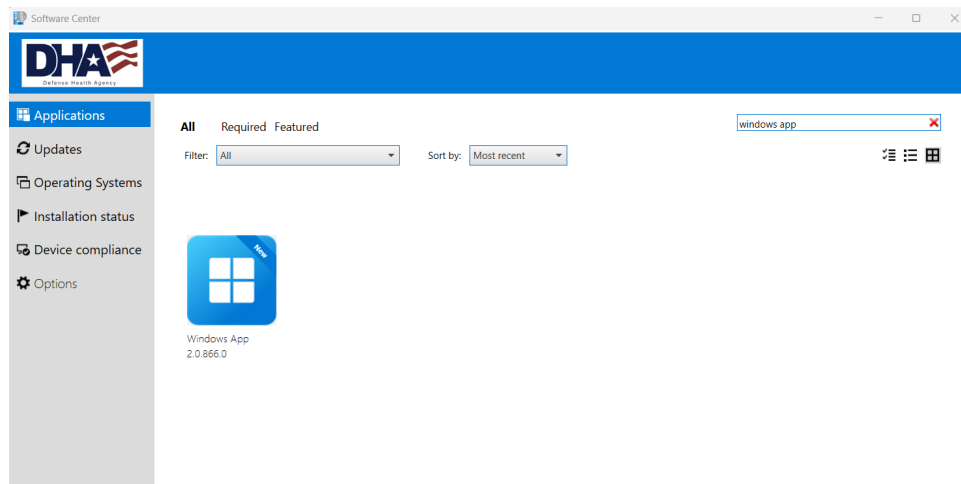 Software Center
DHA
Defense Health Agency
Applications
Updates
Operating Systems
Installation status
Device compliance
Options
All Required Featured
windows app
Filter: All Sort by: Most recent
New
Windows App
2.0.866.0